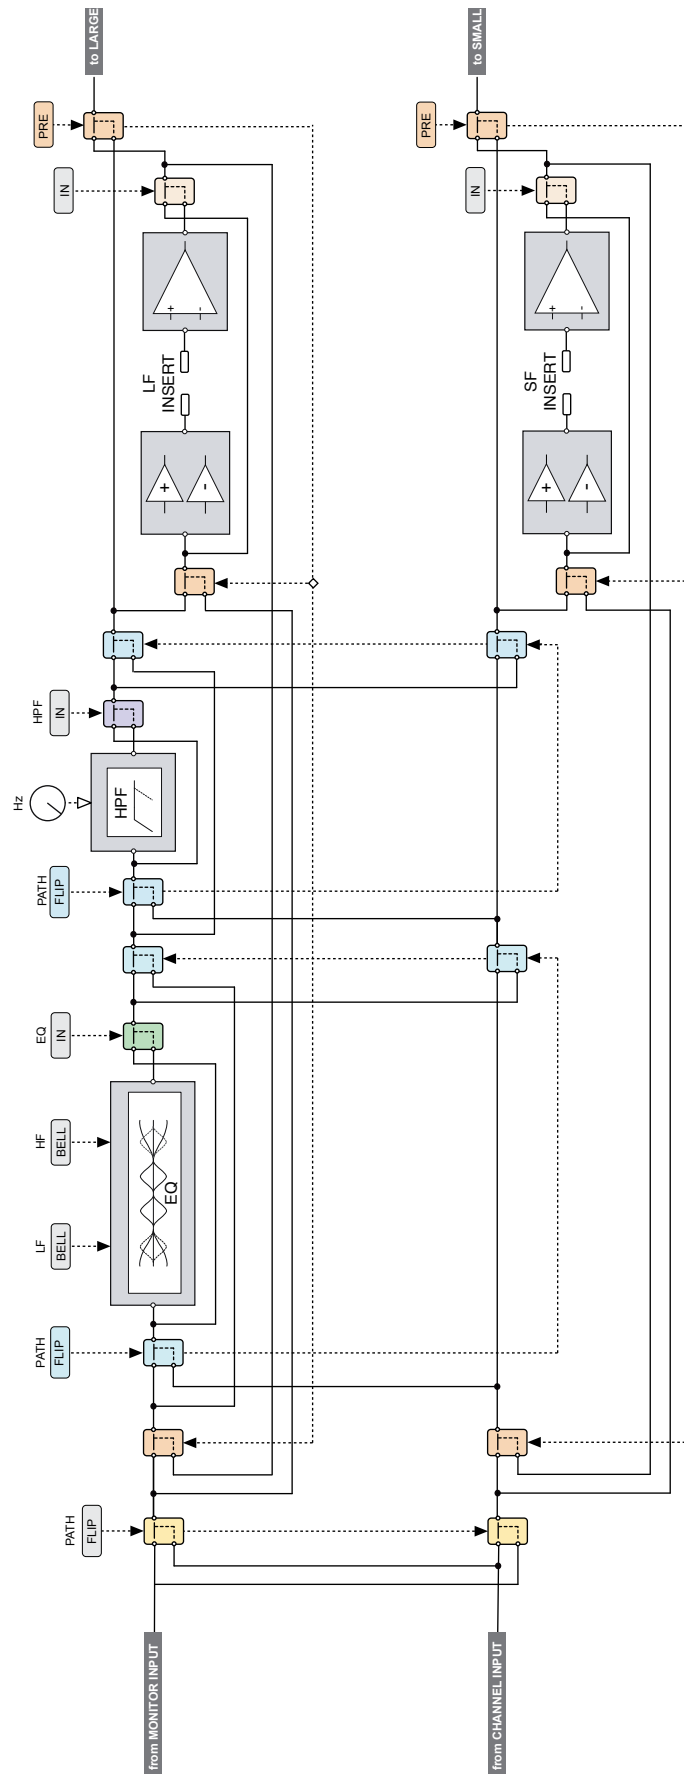 to LARGE
to SMALL
PRE
PRE
IN
IN
+
-
+
-
LF
INSERT
SF
INSERT
+
-
+
-
HPF
IN
Hz
HPF
PATH
FLIP
EQ
IN
HF
BELL
LF
BELL
EQ
PATH
FLIP
PATH
FLIP
from MONITOR INPUT
from CHANNEL INPUT